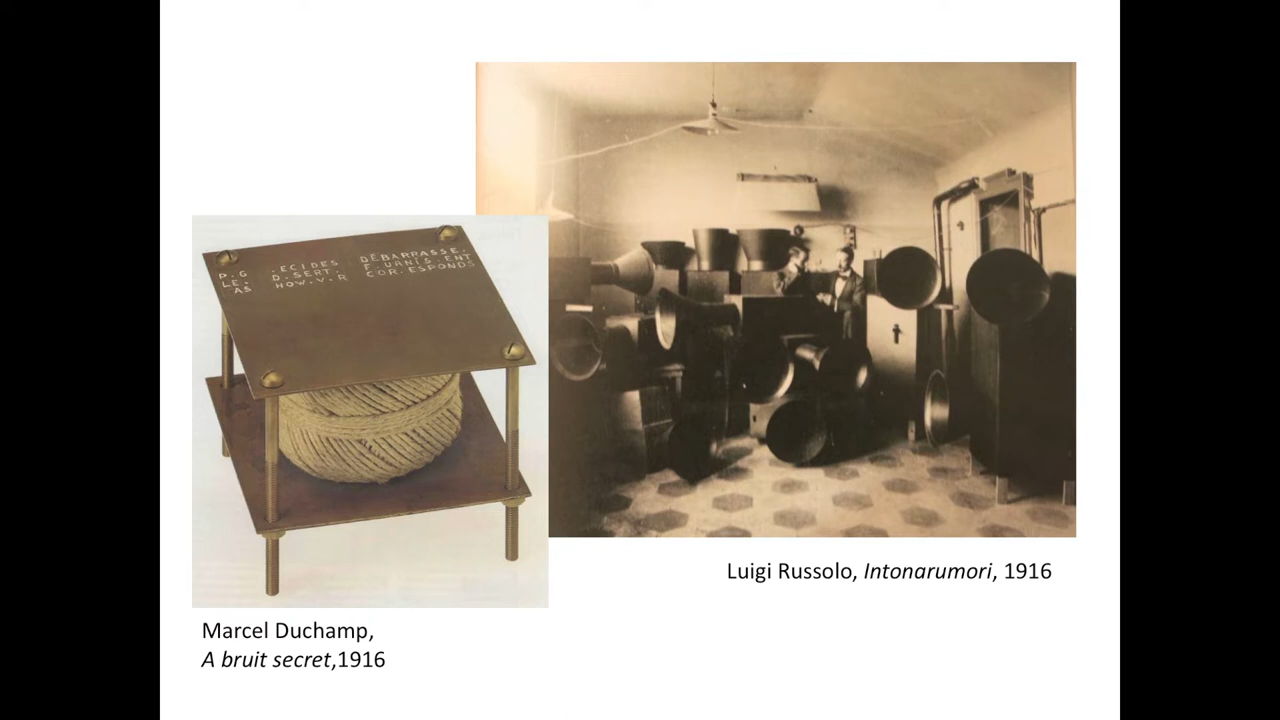 P.G .ECIDES DÉBARRASSE.
LE. D.SERT. F.URNIS.ENT
AS HOW.V.R COR.ESPONDS
Luigi Russolo, Intonarumori, 1916
Marcel Duchamp,
A bruit secret,1916